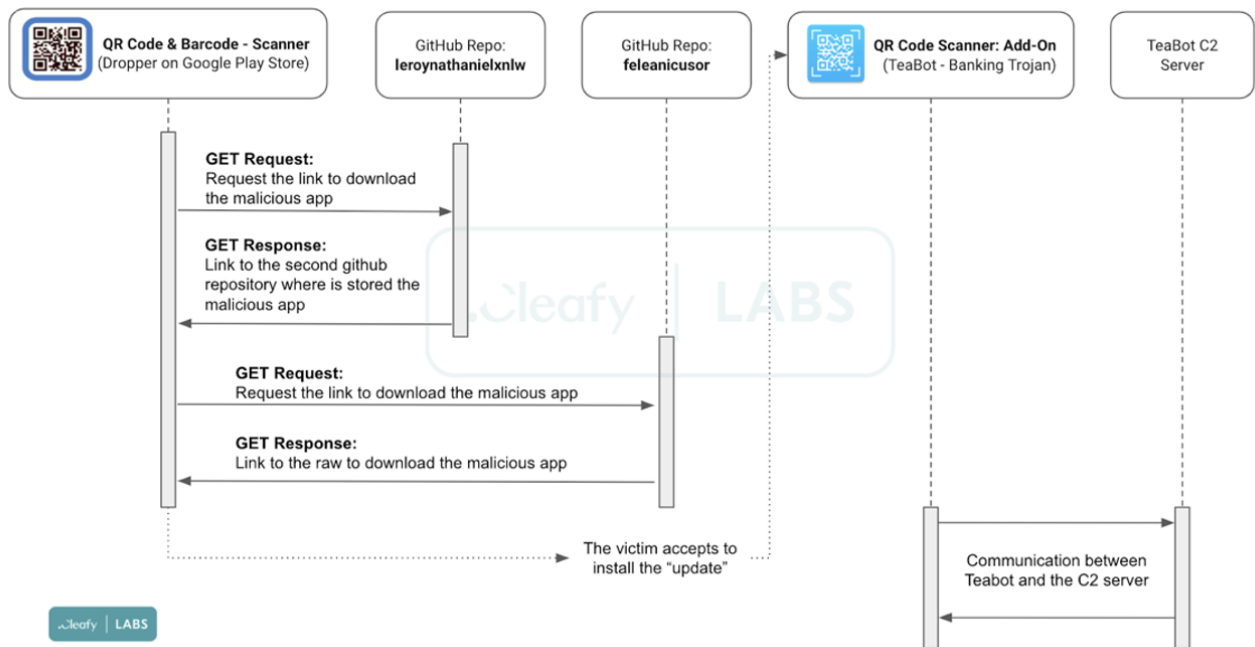 QR Code & Barcode - Scanner
(Dropper on Google Play Store)
GitHub Repo:
leroynathanielxnlw
GitHub Repo:
feleanicusor
QR Code Scanner: Add-On
(TeaBot - Banking Trojan)
TeaBot C2
Server
GET Request:
Request the link to download
the malicious app
GET Response:
Link to the second github
repository where is stored the
malicious app
Cleafy LABS
GET Request:
Request the link to download the malicious app
GET Response:
Link to the raw to download the malicious app
The victim accepts to
install the “update”
Communication between
Teabot and the C2 server
Cleafy LABS